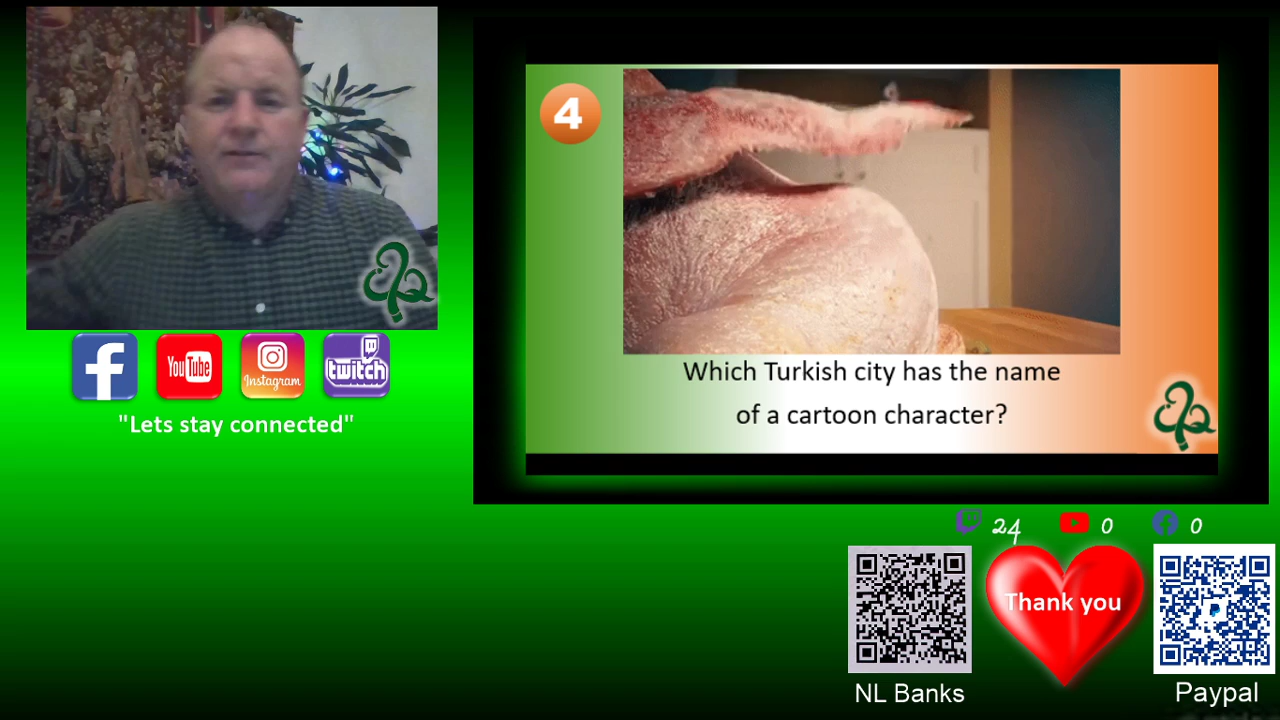 4
Which Turkish city has the name
of a cartoon character?
f
You Tube
Instagram
twitch
"Lets stay connected"
24
0
0
Thank you
NL Banks
Paypal